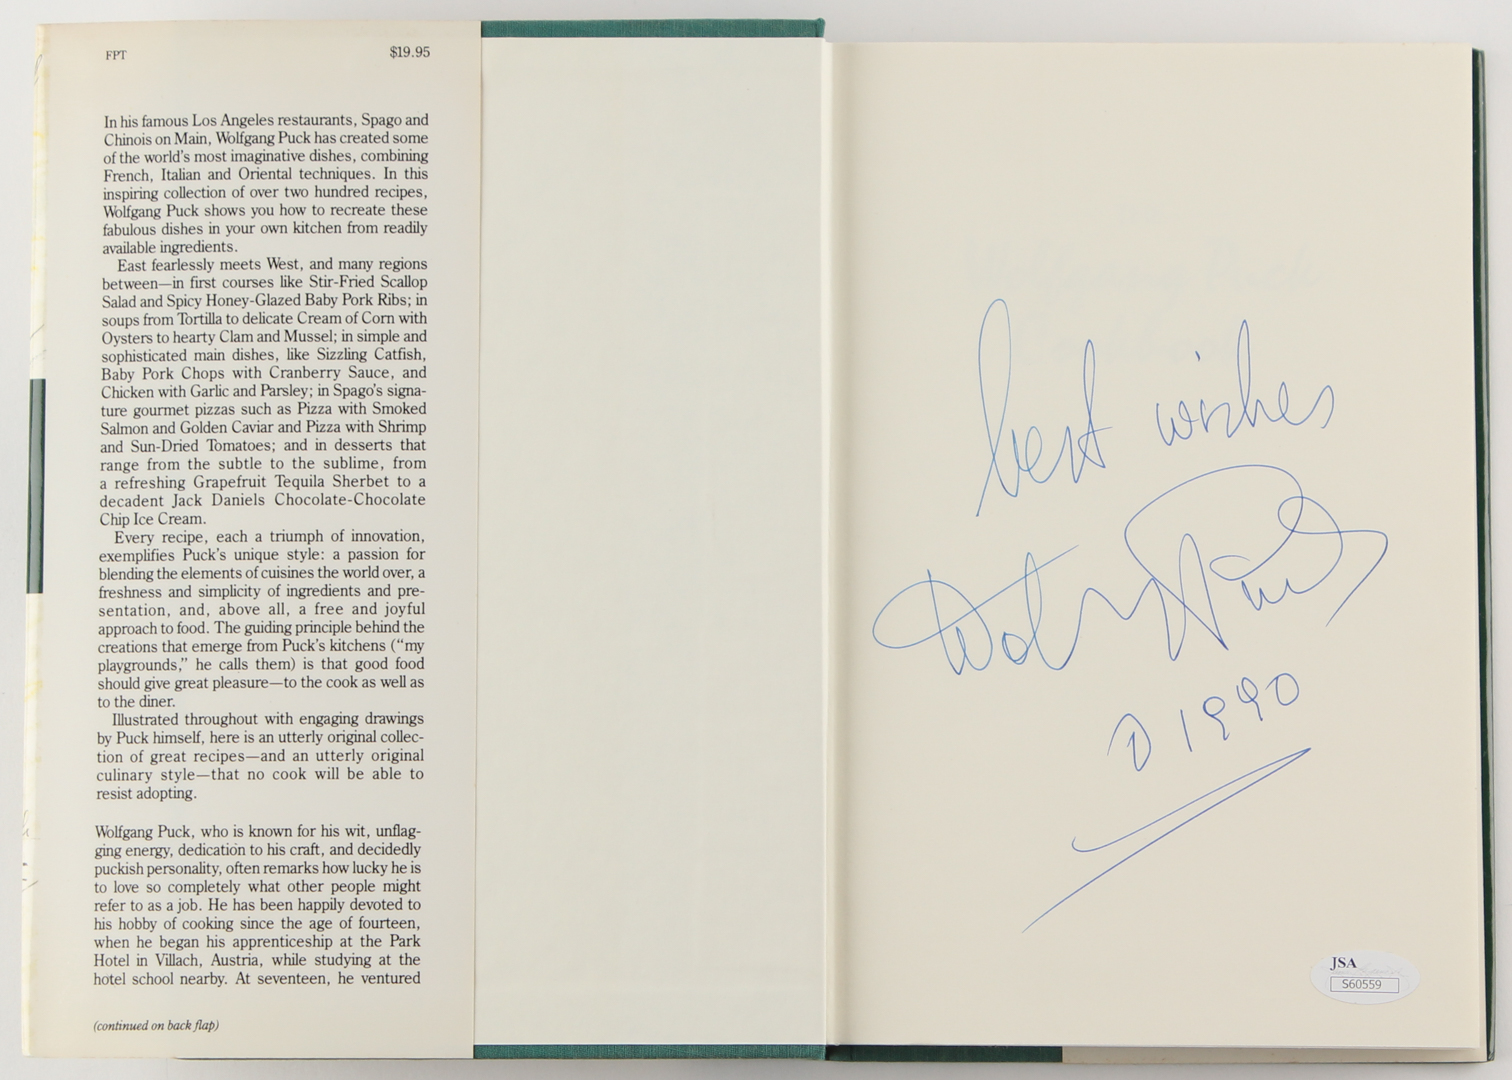 FPT
$19.95
In his famous Los Angeles restaurants, Spago and
Chinois on Main, Wolfgang Puck has created some
of the world's most imaginative dishes, combining
French, Italian and Oriental techniques. In this
inspiring collection of over two hundred recipes,
Wolfgang Puck shows you how to recreate these
fabulous dishes in your own kitchen from readily
available ingredients.
East fearlessly meets West, and many regions
between—in first courses like Stir-Fried Scallop
Salad and Spicy Honey-Glazed Baby Pork Ribs; in
soups from Tortilla to delicate Cream of Corn with
Oysters to hearty Clam and Mussel; in simple and
sophisticated main dishes, like Sizzling Catfish,
Baby Pork Chops with Cranberry Sauce, and
Chicken with Garlic and Parsley; in Spago's signa-
ture gourmet pizzas such as Pizza with Smoked
Salmon and Golden Caviar and Pizza with Shrimp
and Sun-Dried Tomatoes; and in desserts that
range from the subtle to the sublime, from
a refreshing Grapefruit Tequila Sherbet to a
decadent Jack Daniels Chocolate-Chocolate
Chip Ice Cream.
Every recipe, each a triumph of innovation,
exemplifies Puck's unique style: a passion for
blending the elements of cuisines the world over, a
freshness and simplicity of ingredients and pre-
sentation, and, above all, a free and joyful
approach to food. The guiding principle behind the
creations that emerge from Puck's kitchens ("my
playgrounds," he calls them) is that good food
should give great pleasure—to the cook as well as
to the diner.
Illustrated throughout with engaging drawings
by Puck himself, here is an utterly original collec-
tion of great recipes—and an utterly original
culinary style—that no cook will be able to
resist adopting.
Wolfgang Puck, who is known for his wit, unflag-
ging energy, dedication to his craft, and decidedly
puckish personality, often remarks how lucky he is
to love so completely what other people might
refer to as a job. He has been happily devoted to
his hobby of cooking since the age of fourteen,
when he began his apprenticeship at the Park
Hotel in Villach, Austria, while studying at the
hotel school nearby. At seventeen, he ventured
(continued on back flap)
best wishes
Wolfgang Puck
1990
JSA
S60559